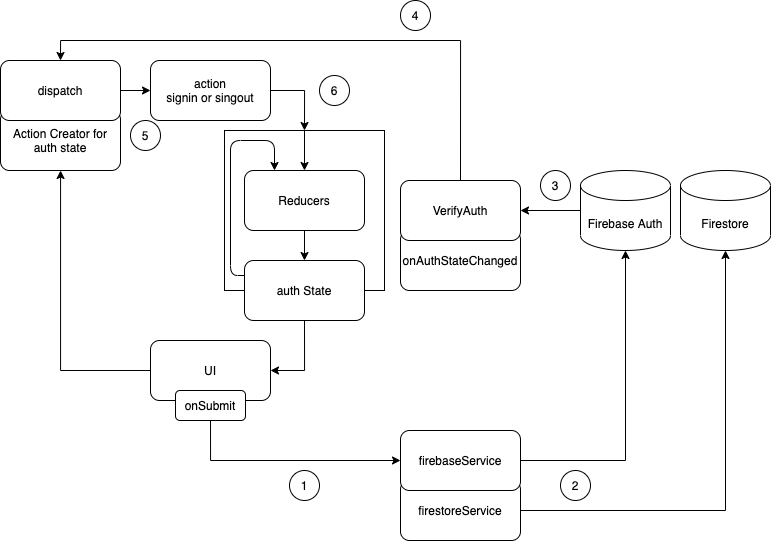 4
dispatch
action
signin or singout
6
Action Creator for
auth state
5
Reducers
VerifyAuth
3
Firebase Auth
Firestore
onAuthStateChanged
auth State
UI
onSubmit
firebaseService
1
2
firestoreService